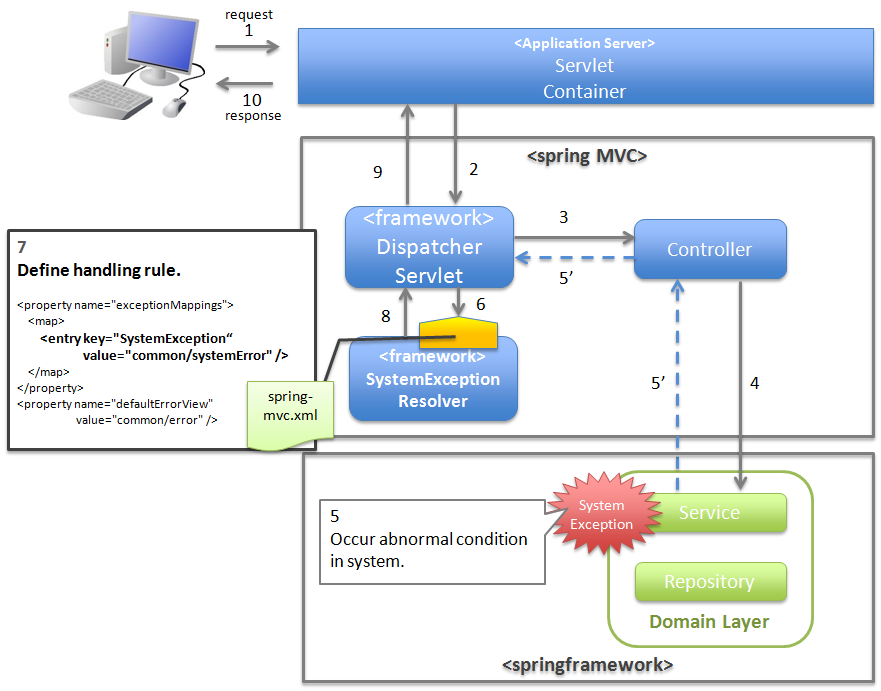 request
1
10
response
<Application Server>
Servlet
Container
<spring MVC>
9
2
<framework>
Dispatcher
Servlet
3
Controller
5’
7
Define handling rule.
<property name="exceptionMappings">
<map>
<entry key="SystemException“
value="common/systemError" />
</map>
</property>
<property name="defaultErrorView"
value="common/error" />
spring-
mvc.xml
8
6
<framework>
SystemException
Resolver
5’
4
5
Occur abnormal condition
in system.
System
Exception
Service
Repository
Domain Layer
<springframework>